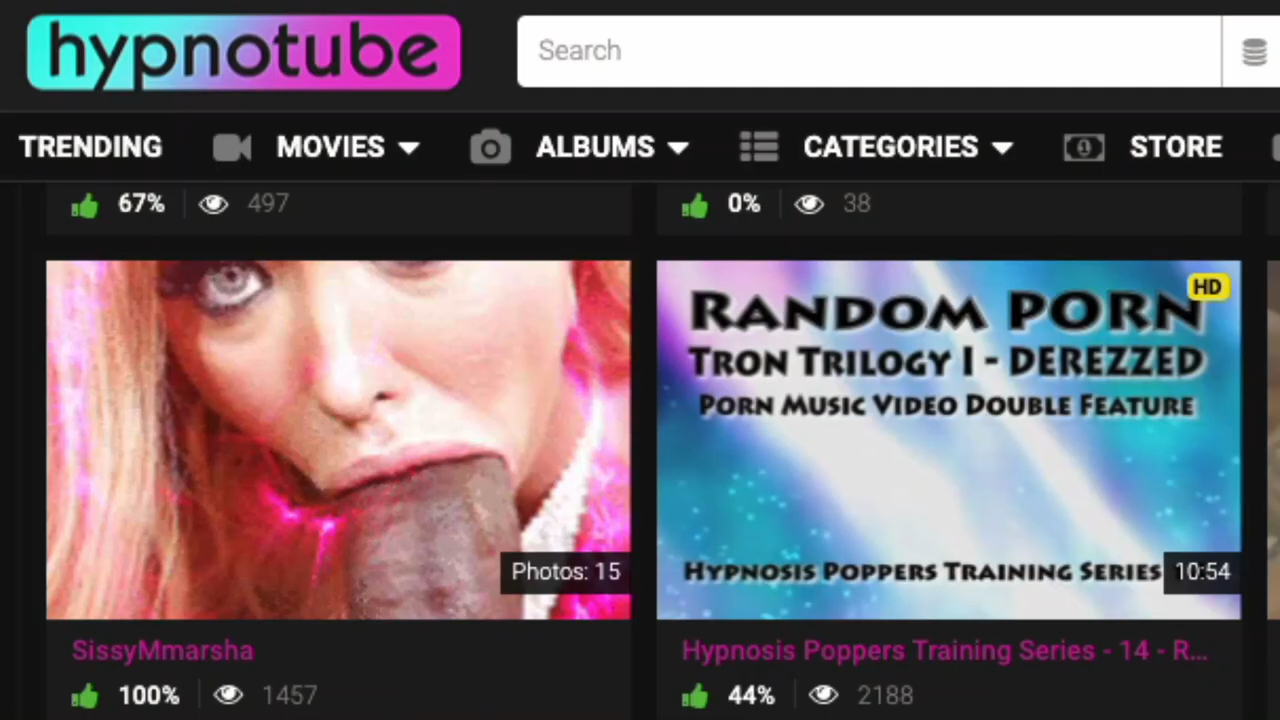 hypnotube
Search
TRENDING MOVIES ALBUMS CATEGORIES STORE
67% 497
0% 38
HD
RANDOM PORN
TRON TRILOGY I - DEREZZED
PORN MUSIC VIDEO DOUBLE FEATURE
HYPNOSIS POPPERS TRAINING SERIES
Photos: 15
10:54
SissyMmarsha
Hypnosis Poppers Training Series - 14 - R...
100% 1457
44% 2188